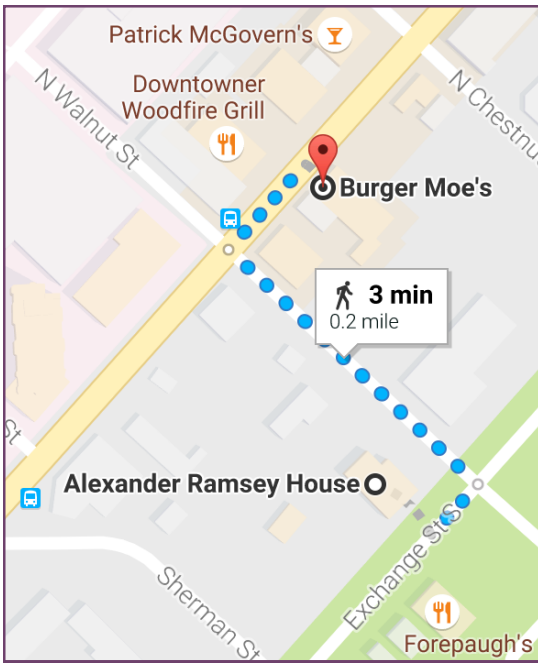 Patrick McGovern's
N Walnut St
Downtowner
Woodfire Grill
N Chestnut
Burger Moe's
3 min
0.2 mile
St
Alexander Ramsey House
Exchange St S
Sherman St
Forepaugh's